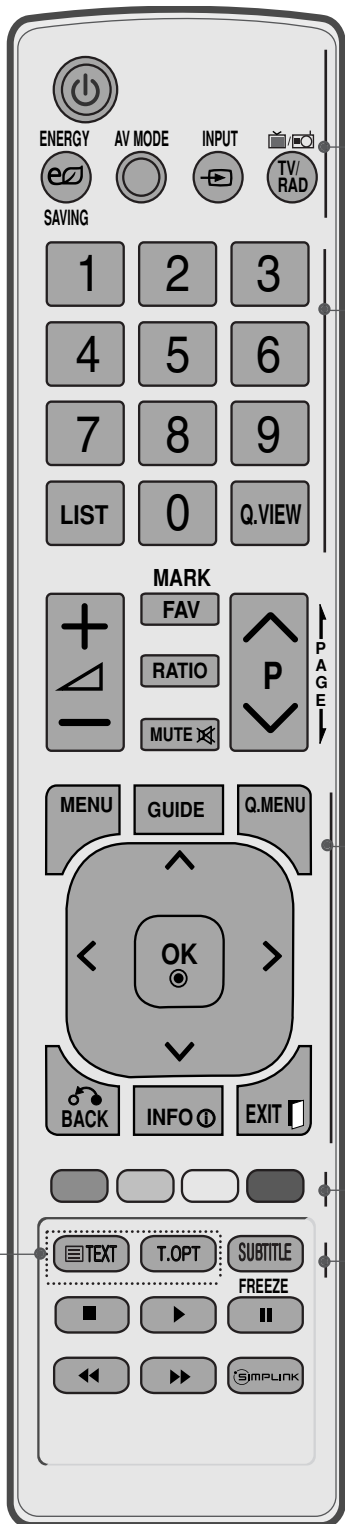 ENERGY AV MODE INPUT
TV/
RAD
SAVING
1 2 3
4 5 6
7 8 9
LIST 0 Q.VIEW
MARK
FAV
RATIO
P
PAGE
MUTE
MENU GUIDE Q.MENU
OK
BACK INFO EXIT
TEXT T.OPT SUBTITLE
FREEZE
SIMPLINK